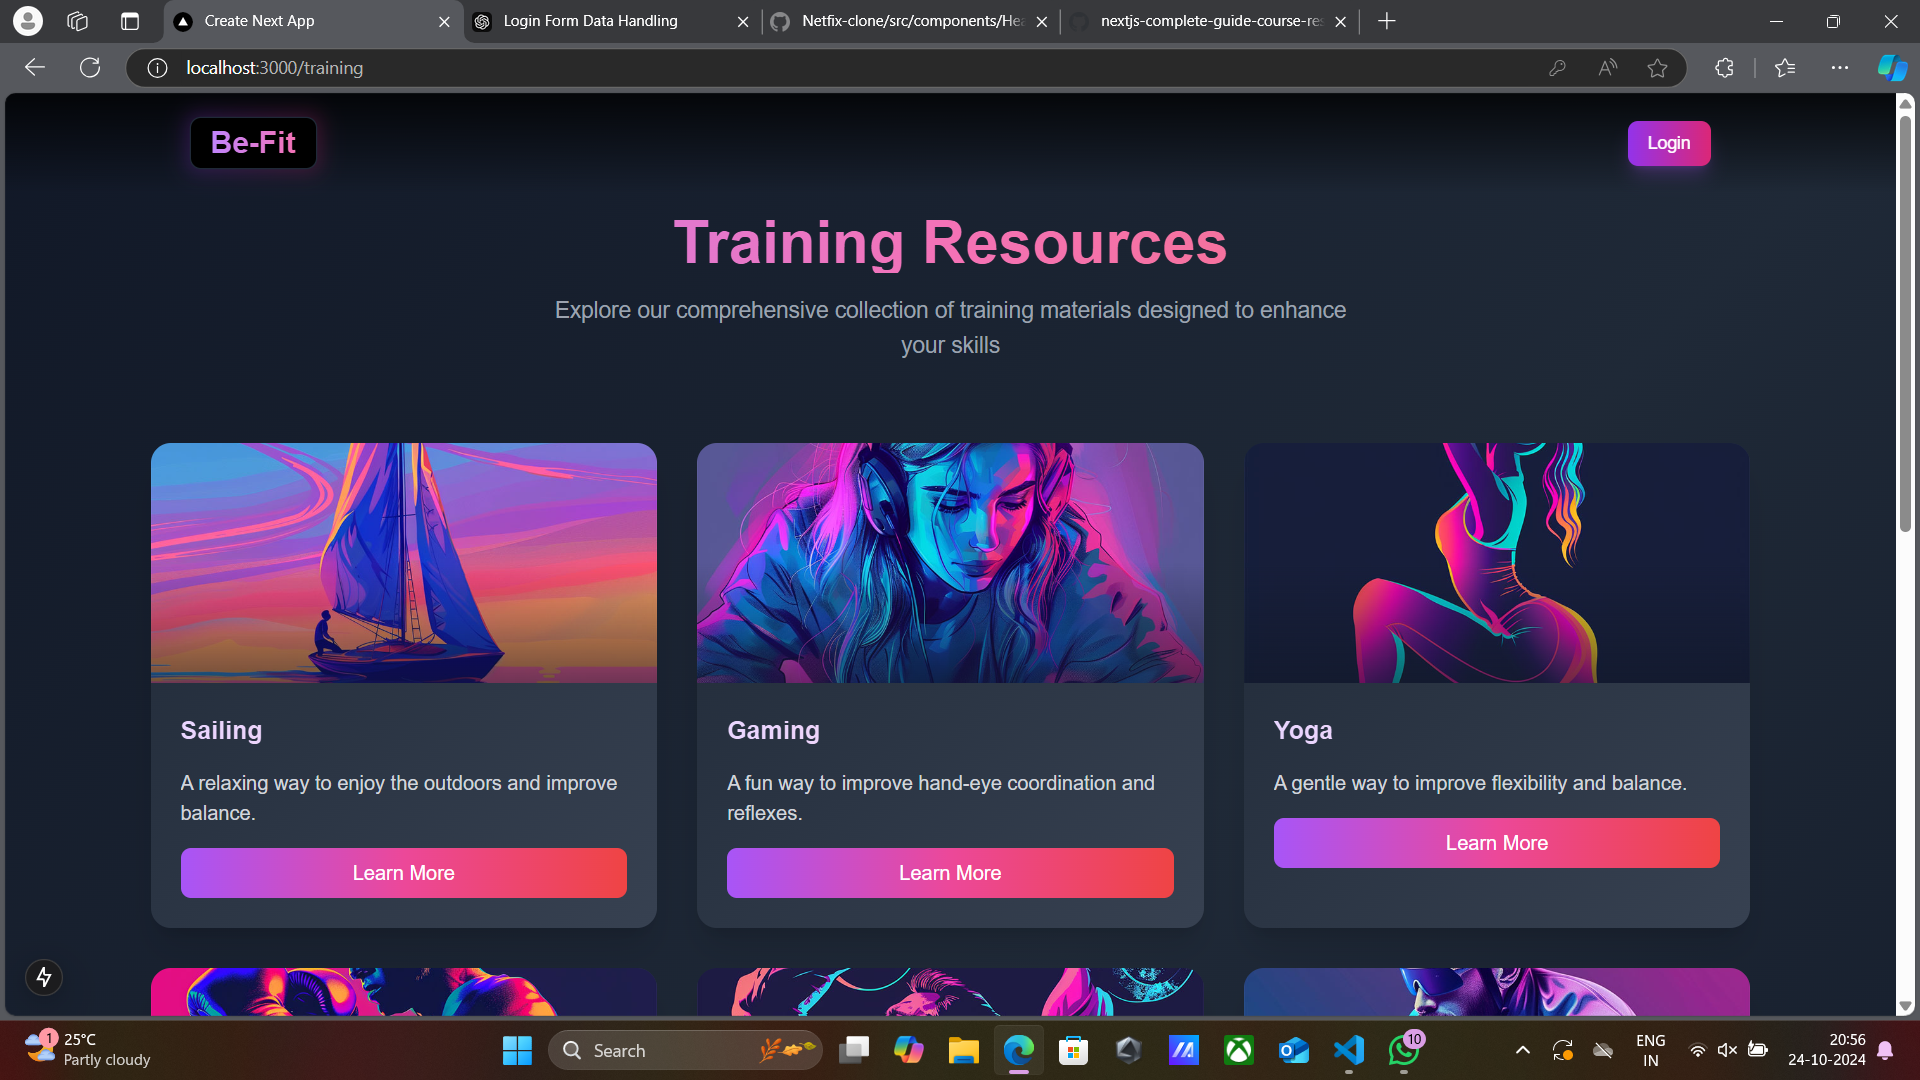 Create Next App
Login Form Data Handling
Netfix-clone/src/components/Hea
nextjs-complete-guide-course-res
localhost:3000/training
Be-Fit
Login
Training Resources
Explore our comprehensive collection of training materials designed to enhance
your skills
Sailing
A relaxing way to enjoy the outdoors and improve
balance.
Learn More
Gaming
A fun way to improve hand-eye coordination and
reflexes.
Learn More
Yoga
A gentle way to improve flexibility and balance.
Learn More
1
25°C
Partly cloudy
Search
10
ENG
IN
20:56
24-10-2024